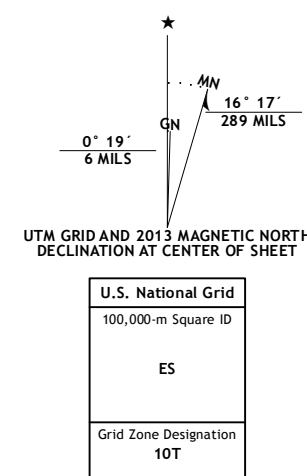 ★
MN
GN
16° 17´
289 MILS
0° 19´
6 MILS
UTM GRID AND 2013 MAGNETIC NORTH
DECLINATION AT CENTER OF SHEET
U.S. National Grid
100,000-m Square ID
ES
Grid Zone Designation
10T